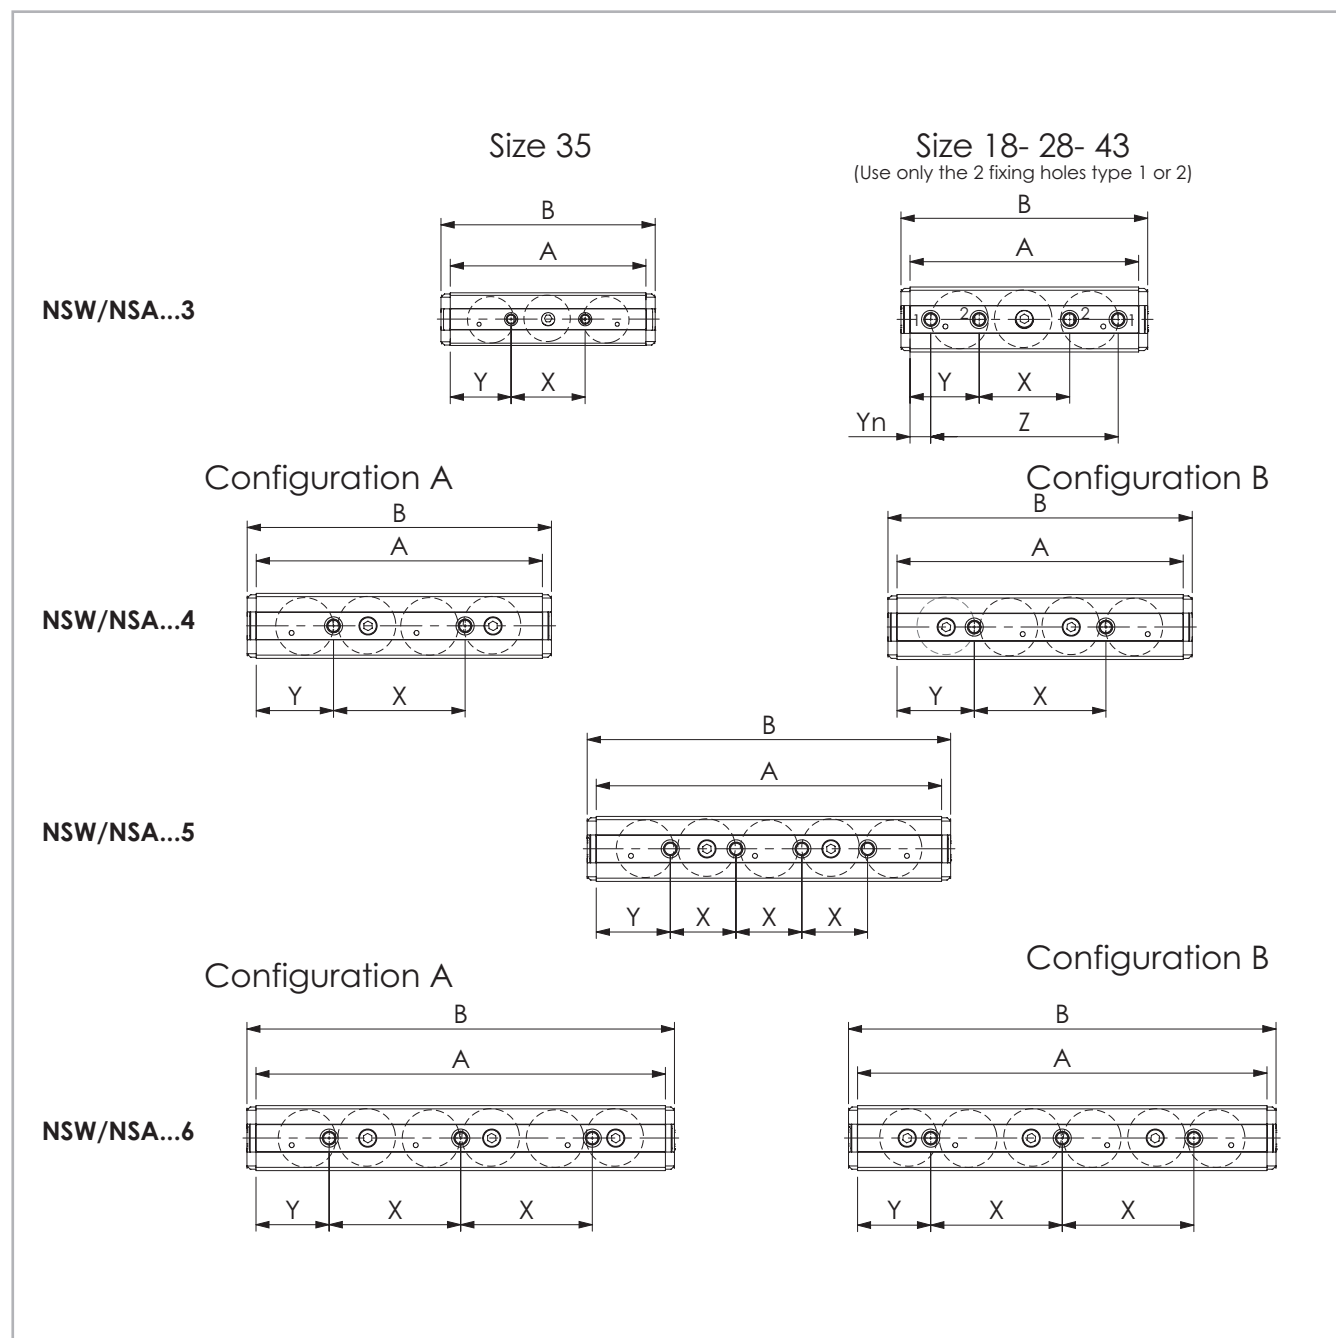 Size 35
Size 18- 28- 43
(Use only the 2 fixing holes type 1 or 2)
B
B
A
A
NSW/NSA...3
1
2
2
1
Y
X
Y
X
Yn
Z
Configuration A
Configuration B
B
B
A
A
NSW/NSA...4
Y
X
Y
X
B
A
NSW/NSA...5
Y
X
X
X
Configuration A
Configuration B
B
B
A
A
NSW/NSA...6
Y
X
X
Y
X
X